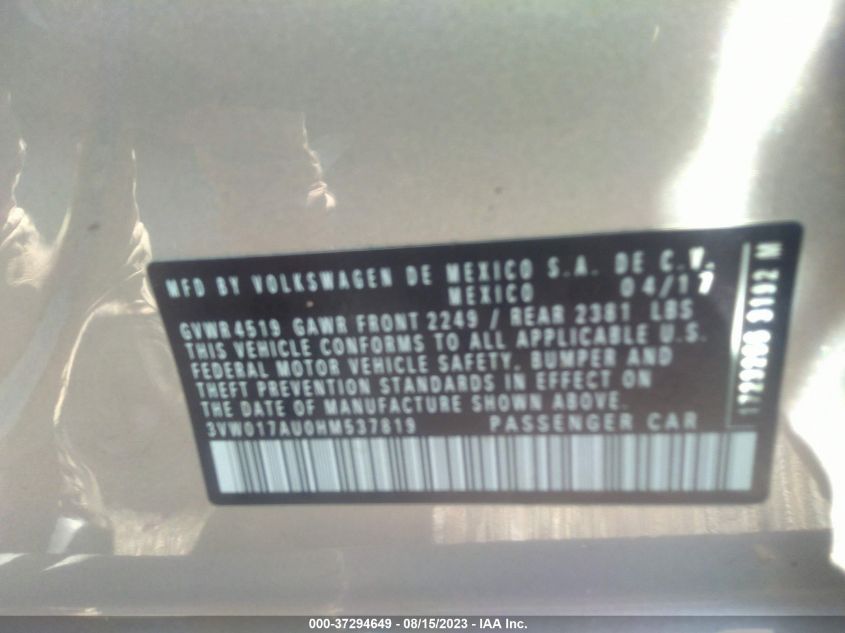 MFD BY VOLKSWAGEN DE MEXICO S.A. DE C.V.
MEXICO 04/17
GVWR 4519 GAWR FRONT 2249 / REAR 2381 LBS
THIS VEHICLE CONFORMS TO ALL APPLICABLE U.S.
FEDERAL MOTOR VEHICLE SAFETY, BUMPER AND
THEFT PREVENTION STANDARDS IN EFFECT ON
THE DATE OF MANUFACTURE SHOWN ABOVE.
3VW017AU0HM537819 PASSENGER CAR
000-37294649 - 08/15/2023 - IAA Inc.